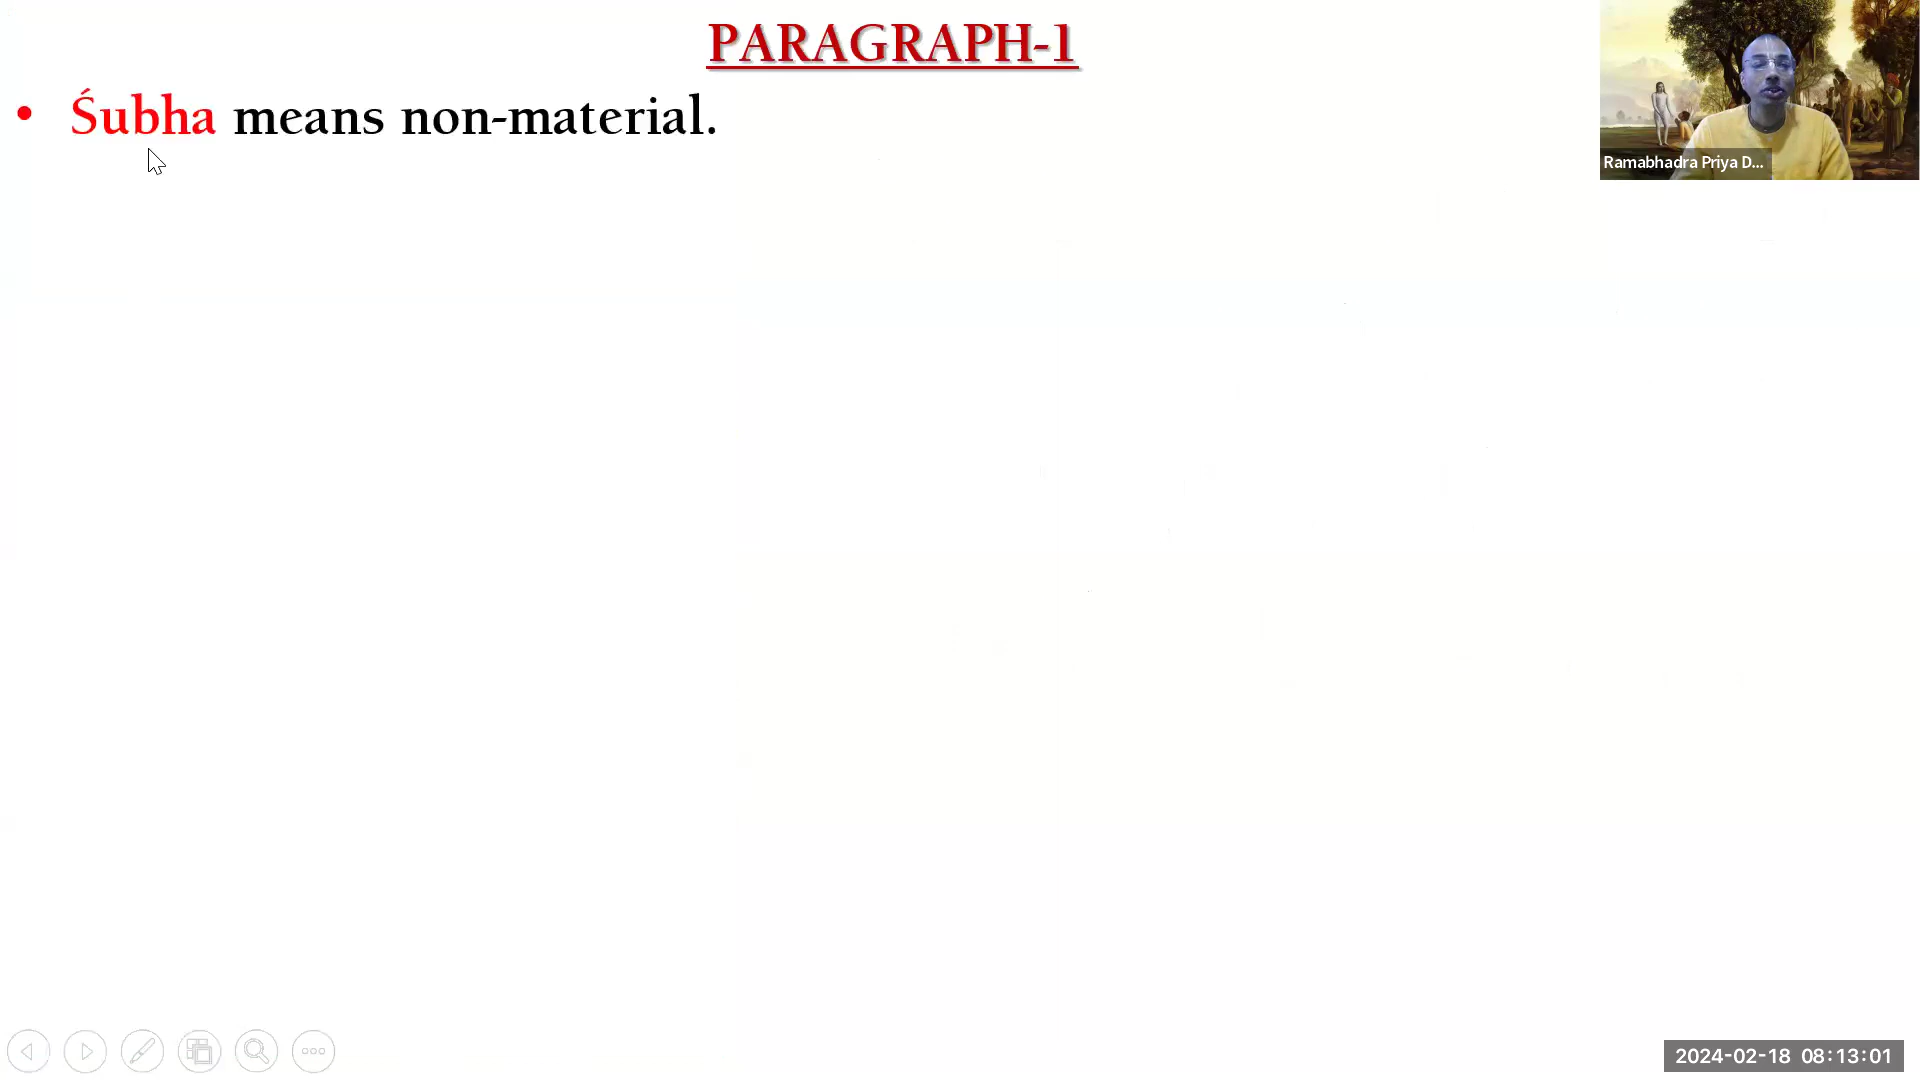 PARAGRAPH-1
• Śubha means non-material.
Ramabhadra Priya D...
2024-02-18 08:13:01